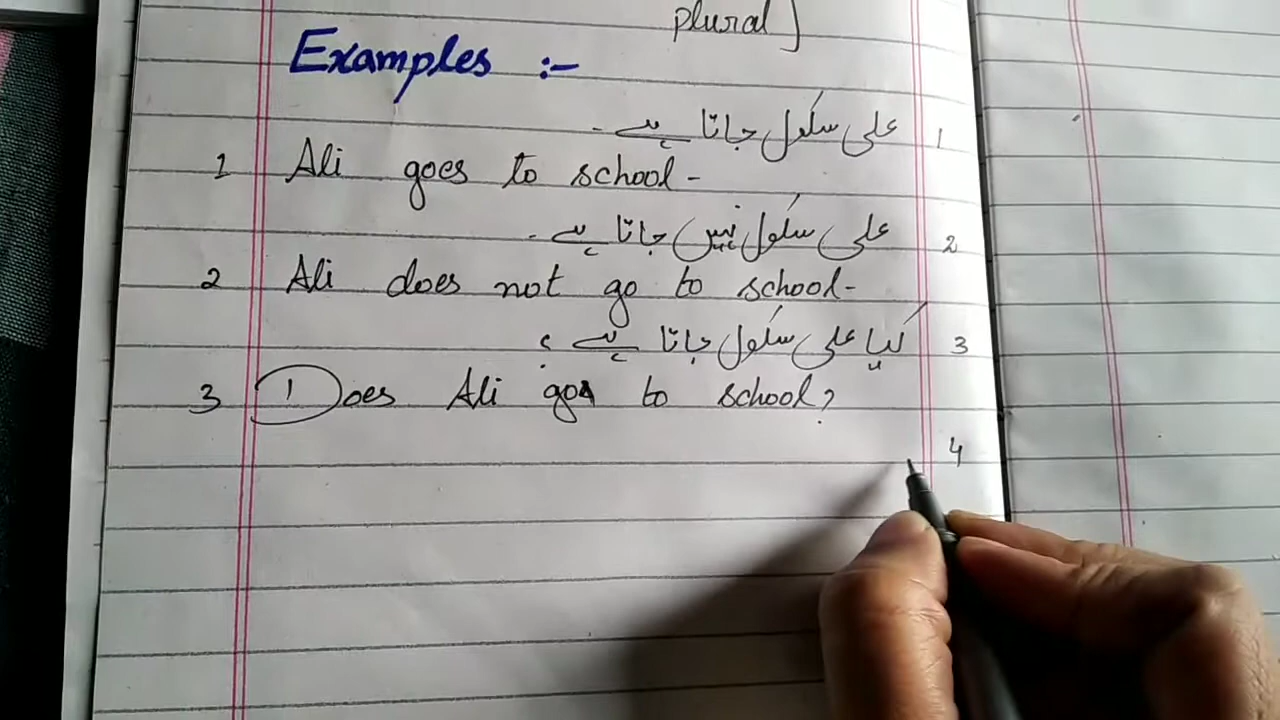 plural]
Examples :-
1 علی سکول جاتا ہے۔
1 Ali goes to school-
2 علی سکول نہیں جاتا ہے۔
2 Ali does not go to school-
3 کیا علی سکول جاتا ہے؟
3 Does Ali go to school?
4